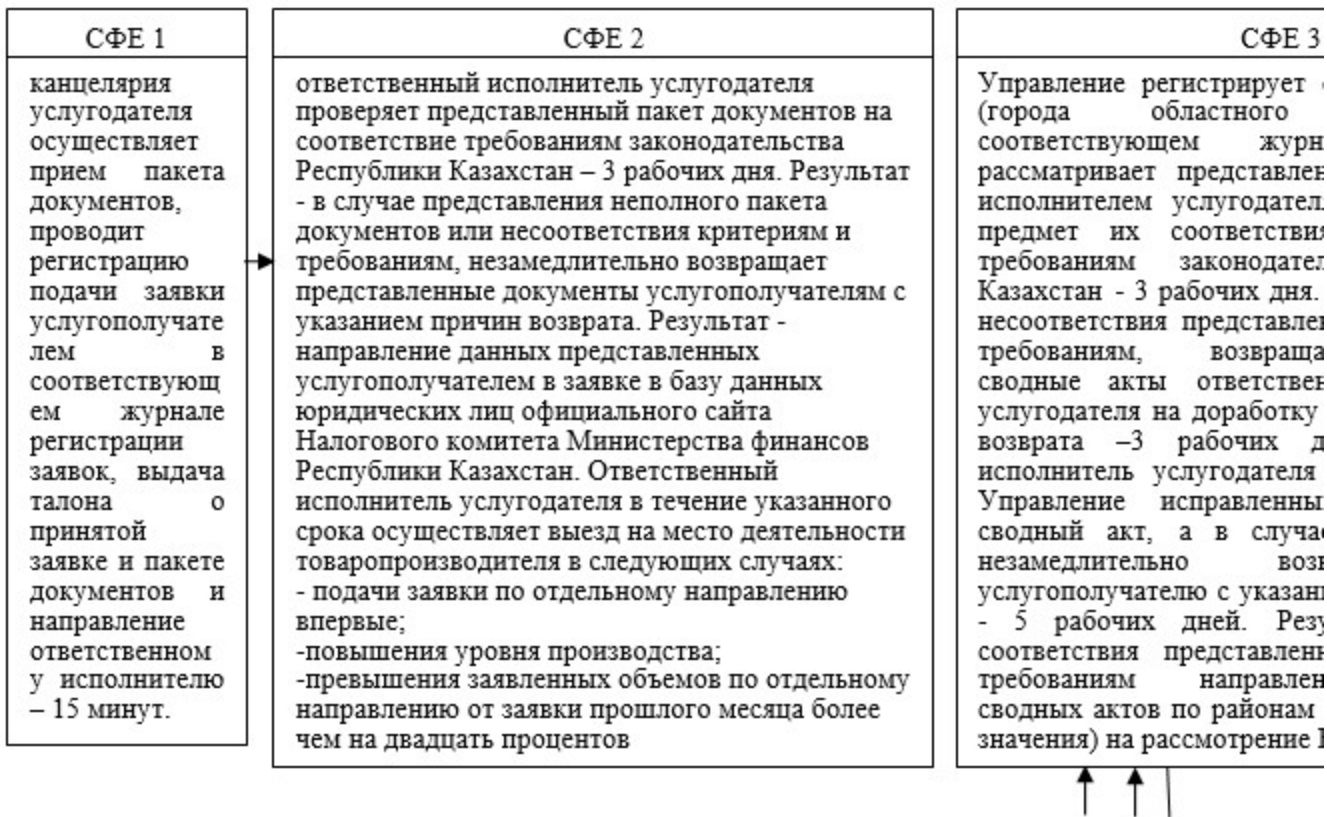 СФЕ 1
канцелярия
услугодателя
осуществляет
прием пакета
документов,
проводит
регистрацию
подачи заявки
услугополучате
лем в
соответствующ
ем журнале
регистрации
заявок, выдача
талона о
принятой
заявке и пакете
документов и
направление
ответственном
у исполнителю
– 15 минут.
СФЕ 2
ответственный исполнитель услугодателя
проверяет представленный пакет документов на
соответствие требованиям законодательства
Республики Казахстан – 3 рабочих дня. Результат
- в случае представления неполного пакета
документов или несоответствия критериям и
требованиям, незамедлительно возвращает
представленные документы услугополучателям с
указанием причин возврата. Результат -
направление данных представленных
услугополучателем в заявке в базу данных
юридических лиц официального сайта
Налогового комитета Министерства финансов
Республики Казахстан. Ответственный
исполнитель услугодателя в течение указанного
срока осуществляет выезд на место деятельности
товаропроизводителя в следующих случаях:
- подачи заявки по отдельному направлению
впервые;
-повышения уровня производства;
-превышения заявленных объемов по отдельному
направлению от заявки прошлого месяца более
чем на двадцать процентов
СФЕ 3
Управление регистрирует
(города областного
соответствующем журн
рассматривает представлен
исполнителем услугодател
предмет их соответствия
требованиям законодател
Казахстан - 3 рабочих дня.
несоответствия представле
требованиям, возвраща
сводные акты ответствен
услугодателя на доработку
возврата –3 рабочих д
исполнитель услугодателя
Управление исправленны
сводный акт, а в случа
незамедлительно возв
услугополучателю с указан
- 5 рабочих дней. Резу
соответствия представленн
требованиям направлен
сводных актов по районам
значения) на рассмотрение